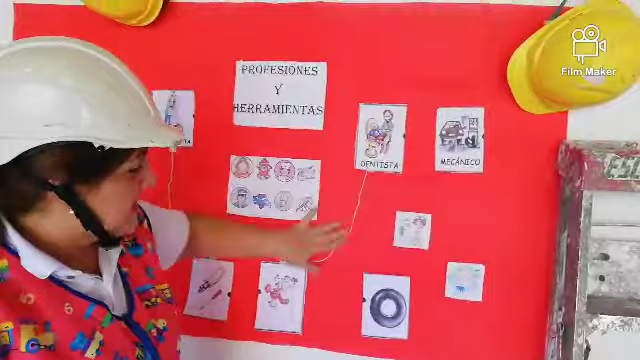 PROFESIONES
Y
HERRAMIENTAS
DENTISTA
MECÁNICO
Film Maker